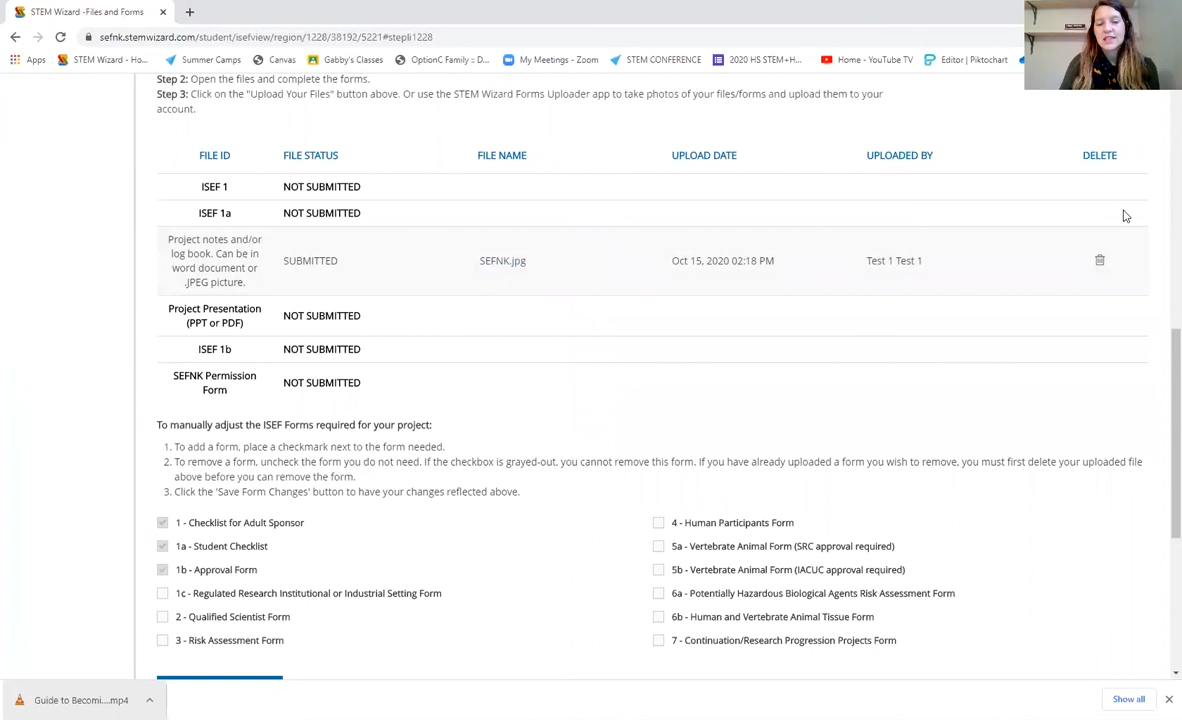 STEM Wizard -Files and Forms
sefnk.stemwizard.com/student/isefview/region/1228/38192/5221#stepli1228
Apps STEM Wizard - Ho... Summer Camps Canvas Gabby's Classes OptionC Family :: D... My Meetings - Zoom STEM CONFERENCE 2020 HS STEM+H... Home - YouTube TV Editor | Piktochart
Step 2: Open the files and complete the forms.
Step 3: Click on the "Upload Your Files" button above. Or use the STEM Wizard Forms Uploader app to take photos of your files/forms and upload them to your
account.
FILE ID FILE STATUS FILE NAME UPLOAD DATE UPLOADED BY DELETE
ISEF 1 NOT SUBMITTED
ISEF 1a NOT SUBMITTED
Project notes and/or
log book. Can be in
word document or
.JPEG picture.
SUBMITTED SEFNK.jpg Oct 15, 2020 02:18 PM Test 1 Test 1
Project Presentation
(PPT or PDF)
NOT SUBMITTED
ISEF 1b NOT SUBMITTED
SEFNK Permission
Form
NOT SUBMITTED
To manually adjust the ISEF Forms required for your project:
1. To add a form, place a checkmark next to the form needed.
2. To remove a form, uncheck the form you do not need. If the checkbox is grayed-out, you cannot remove this form. If you have already uploaded a form you wish to remove, you must first delete your uploaded file
above before you can remove the form.
3. Click the 'Save Form Changes' button to have your changes reflected above.
1 - Checklist for Adult Sponsor
1a - Student Checklist
1b - Approval Form
1c - Regulated Research Institutional or Industrial Setting Form
2 - Qualified Scientist Form
3 - Risk Assessment Form
4 - Human Participants Form
5a - Vertebrate Animal Form (SRC approval required)
5b - Vertebrate Animal Form (IACUC approval required)
6a - Potentially Hazardous Biological Agents Risk Assessment Form
6b - Human and Vertebrate Animal Tissue Form
7 - Continuation/Research Progression Projects Form
Guide to Becomi....mp4
Show all